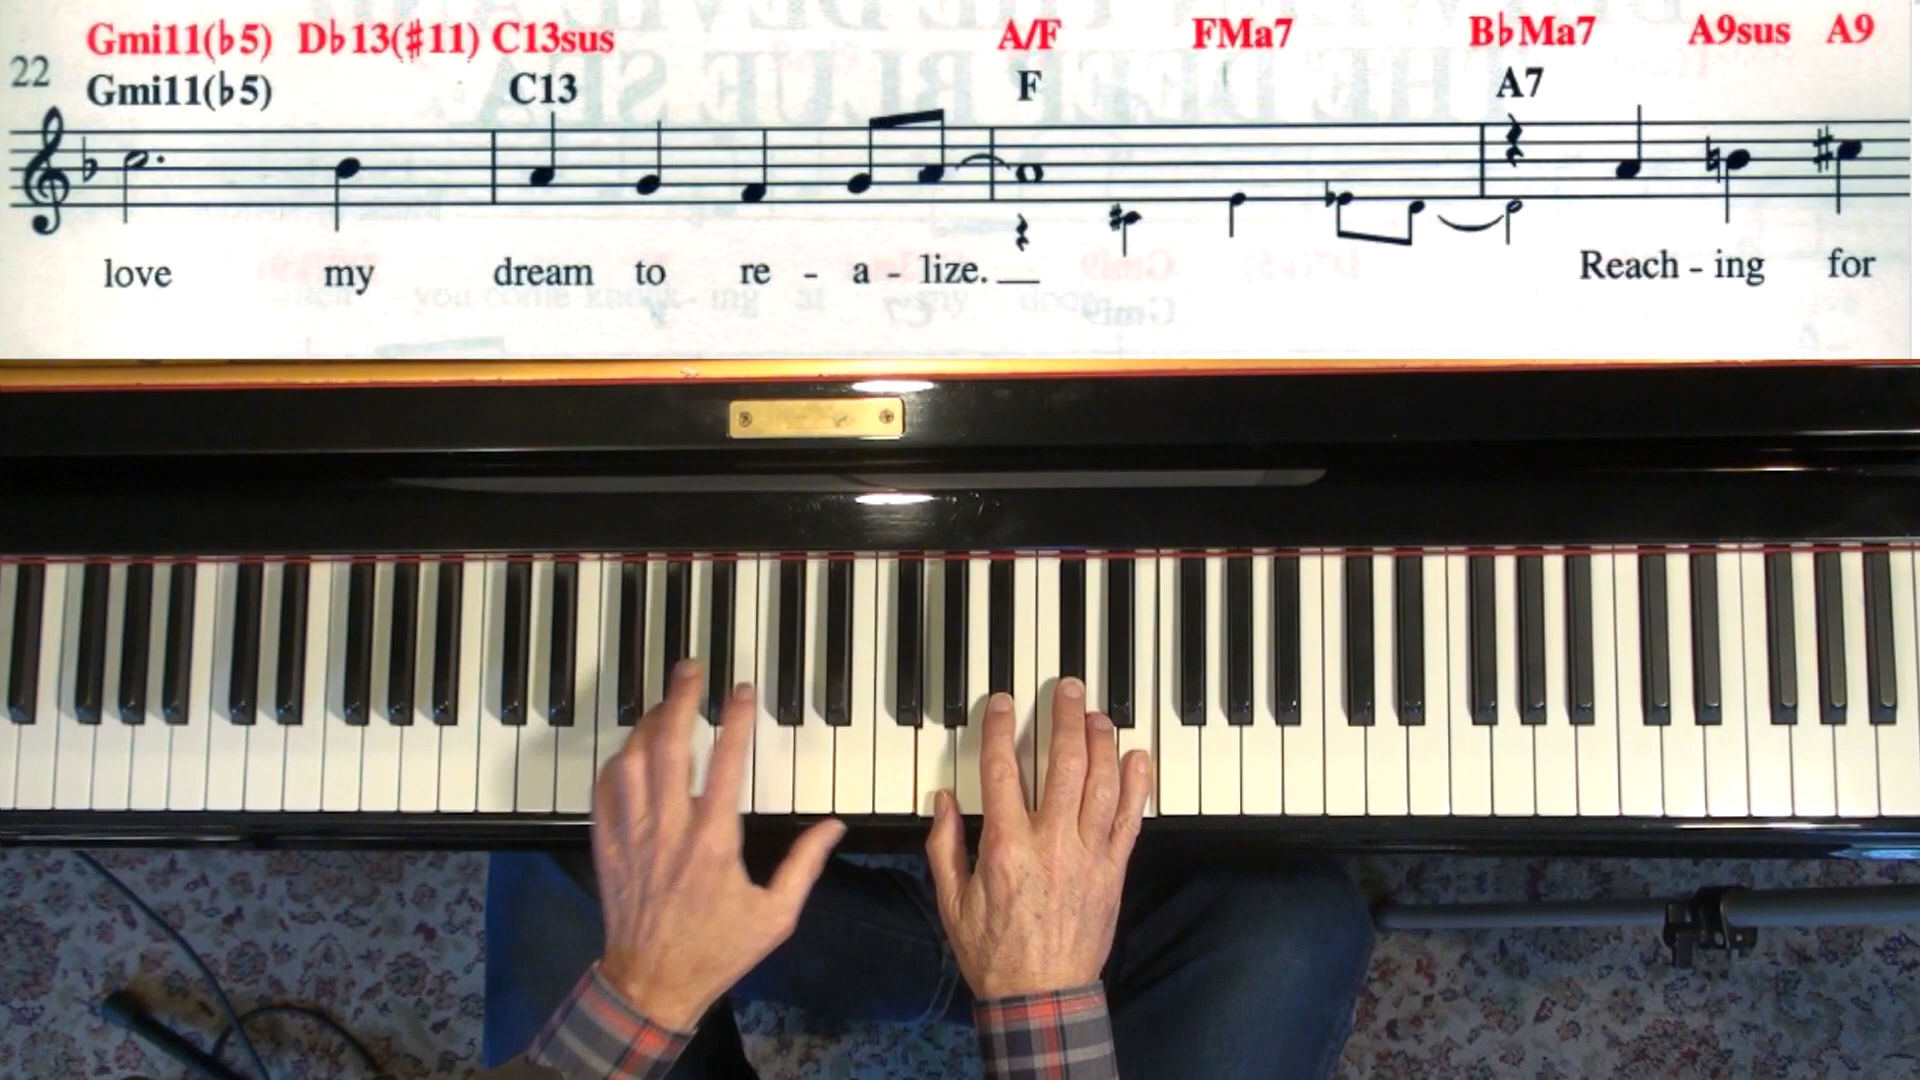 Gmi11(♭5) D♭13(♯11) C13sus A/F FMa7 B♭Ma7 A9sus A9
22
Gmi11(♭5) C13 F A7
love my dream to re - a - lize. Reach - ing for